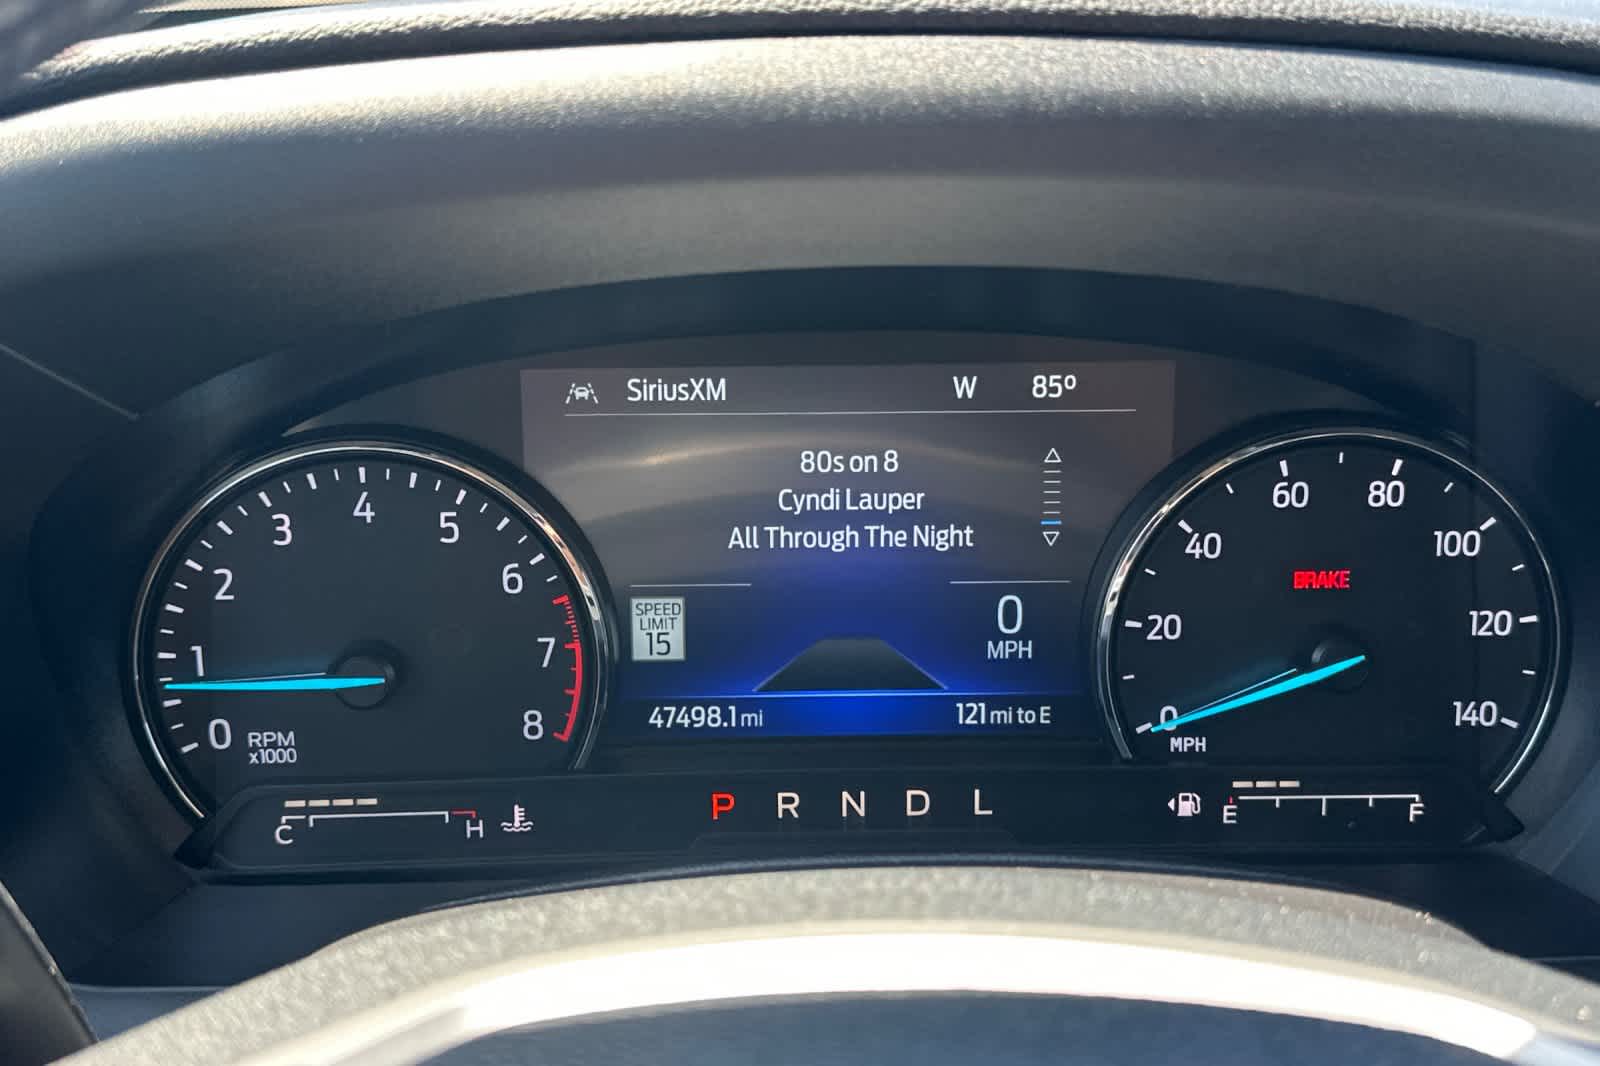 SiriusXM W 85º
80s on 8
Cyndi Lauper
All Through The Night
SPEED
LIMIT
15
0
MPH
47498.1 mi 121 mi to E
0 1 2 3 4 5 6 7 8
RPM
x1000
0 20 40 60 80 100 120 140
BRAKE
MPH
C H
P R N D L
E F